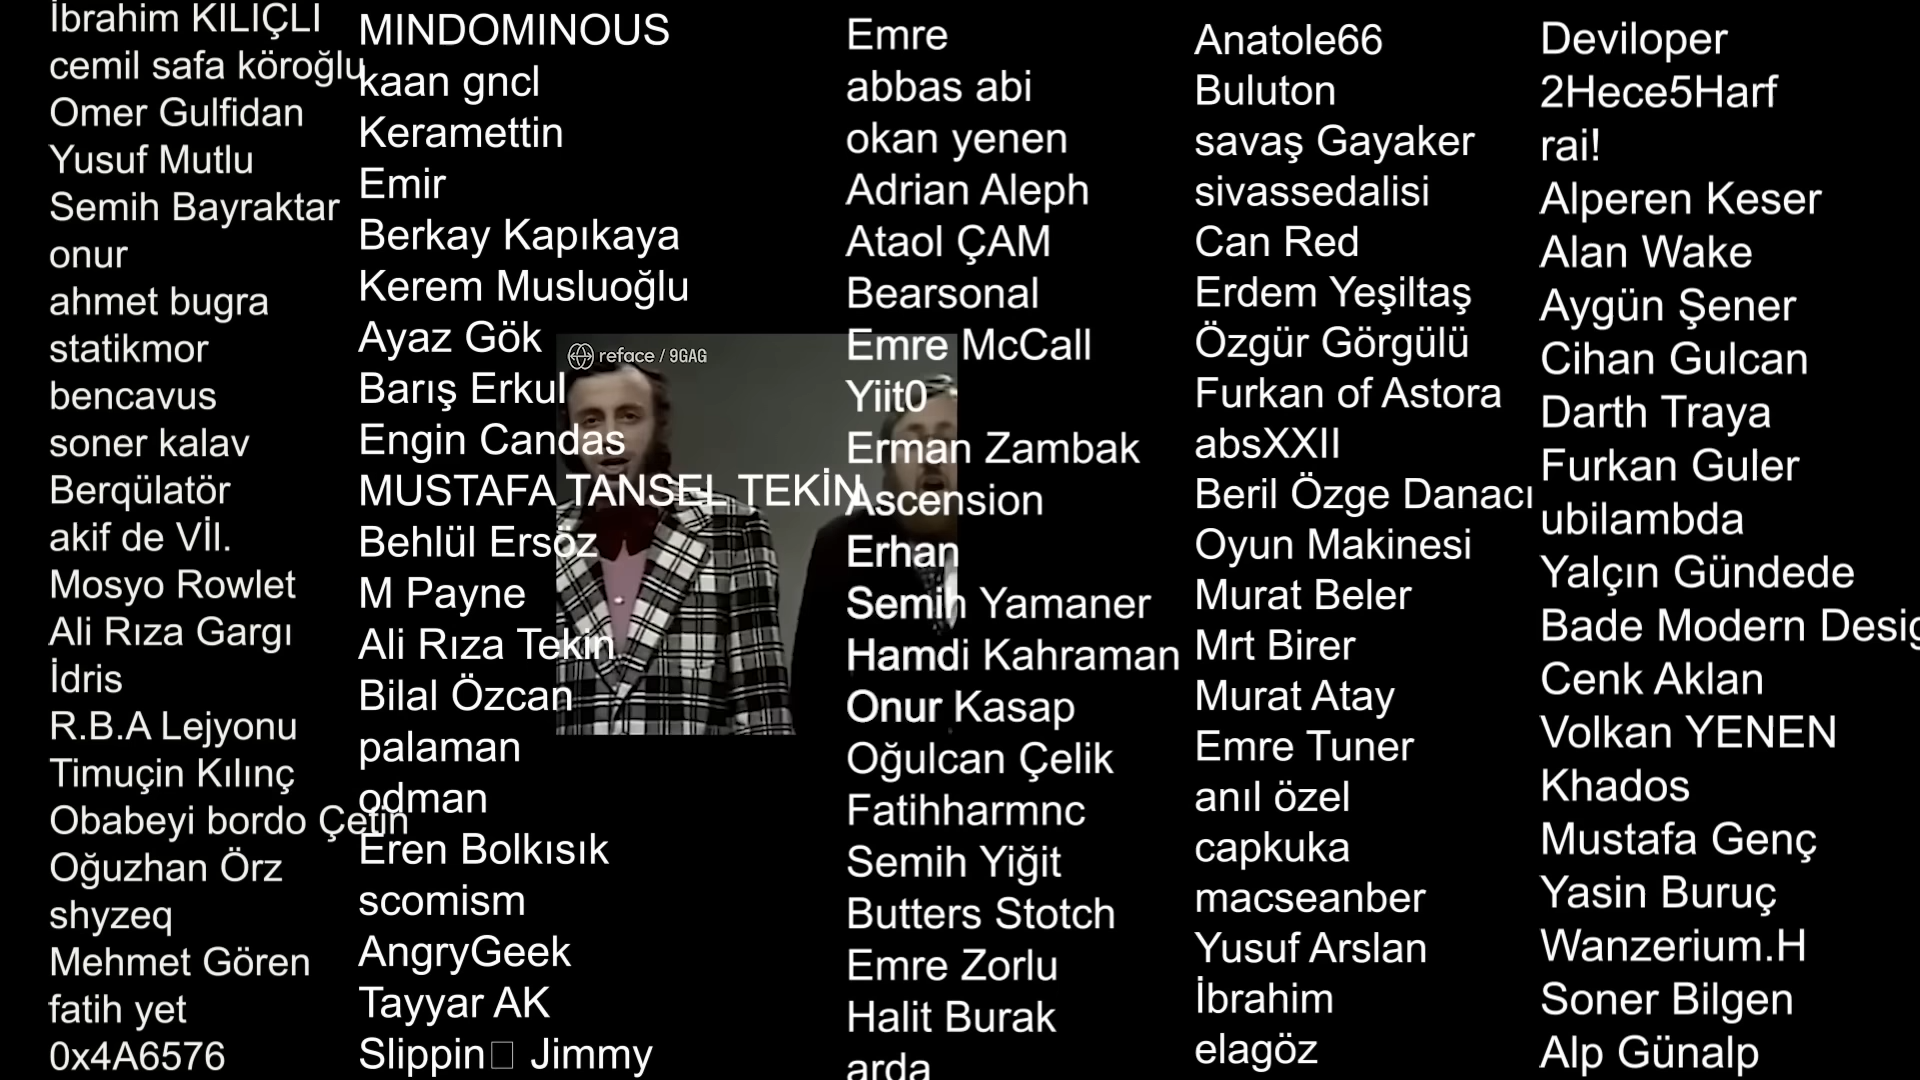 İbrahim KILIÇLI
cemil safa köroğlu
Omer Gulfidan
Yusuf Mutlu
Semih Bayraktar
onur
ahmet bugra
statikmor
bencavus
soner kalav
Berqülatör
akif de Vİl.
Mosyo Rowlet
Ali Rıza Gargı
İdris
R.B.A Lejyonu
Timuçin Kılınç
Obabeyi bordo Çetin
Oğuzhan Örz
shyzeq
Mehmet Gören
fatih yet
0x4A6576
MINDOMINOUS
kaan gncl
Keramettin
Emir
Berkay Kapıkaya
Kerem Musluoğlu
Ayaz Gök
Barış Erkul
Engin Candas
MUSTAFA TANSEL TEKİN
Behlül Ersöz
M Payne
Ali Rıza Tekin
Bilal Özcan
palaman
odman
Eren Bolkısık
scomism
AngryGeek
Tayyar AK
Slippin Jimmy
reface / 9GAG
Emre
abbas abi
okan yenen
Adrian Aleph
Ataol ÇAM
Bearsonal
Emre McCall
Yiit0
Erman Zambak
Ascension
Erhan
Semih Yamaner
Hamdi Kahraman
Onur Kasap
Oğulcan Çelik
Fatihharmnc
Semih Yiğit
Butters Stotch
Emre Zorlu
Halit Burak
arda
Anatole66
Buluton
savaş Gayaker
sivassedalisi
Can Red
Erdem Yeşiltaş
Özgür Görgülü
Furkan of Astora
absXXII
Beril Özge Danacı
Oyun Makinesi
Murat Beler
Mrt Birer
Murat Atay
Emre Tuner
anıl özel
capkuka
macseanber
Yusuf Arslan
İbrahim
elagöz
Deviloper
2Hece5Harf
rai!
Alperen Keser
Alan Wake
Aygün Şener
Cihan Gulcan
Darth Traya
Furkan Guler
ubilambda
Yalçın Gündede
Bade Modern Desig
Cenk Aklan
Volkan YENEN
Khados
Mustafa Genç
Yasin Buruç
Wanzerium.H
Soner Bilgen
Alp Günalp